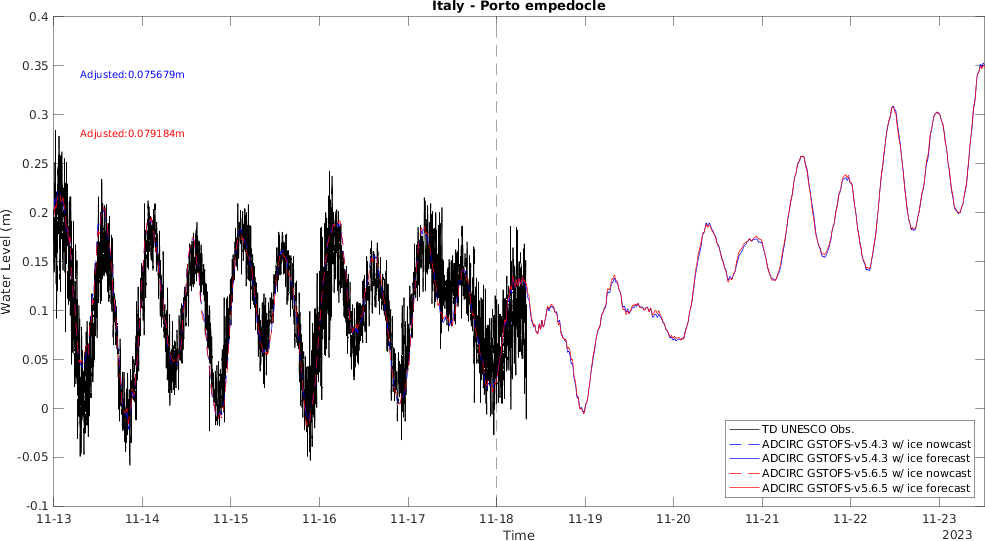 Italy - Porto empedocle
0.4
0.35
0.3
0.25
0.2
0.15
0.1
0.05
0
-0.05
-0.1
Water Level (m)
Adjusted:0.075679m
Adjusted:0.079184m
TD UNESCO Obs.
ADCIRC GSTOFS-v5.4.3 w/ ice nowcast
ADCIRC GSTOFS-v5.4.3 w/ ice forecast
ADCIRC GSTOFS-v5.6.5 w/ ice nowcast
ADCIRC GSTOFS-v5.6.5 w/ ice forecast
11-13 11-14 11-15 11-16 11-17 11-18 11-19 11-20 11-21 11-22 11-23
Time
2023